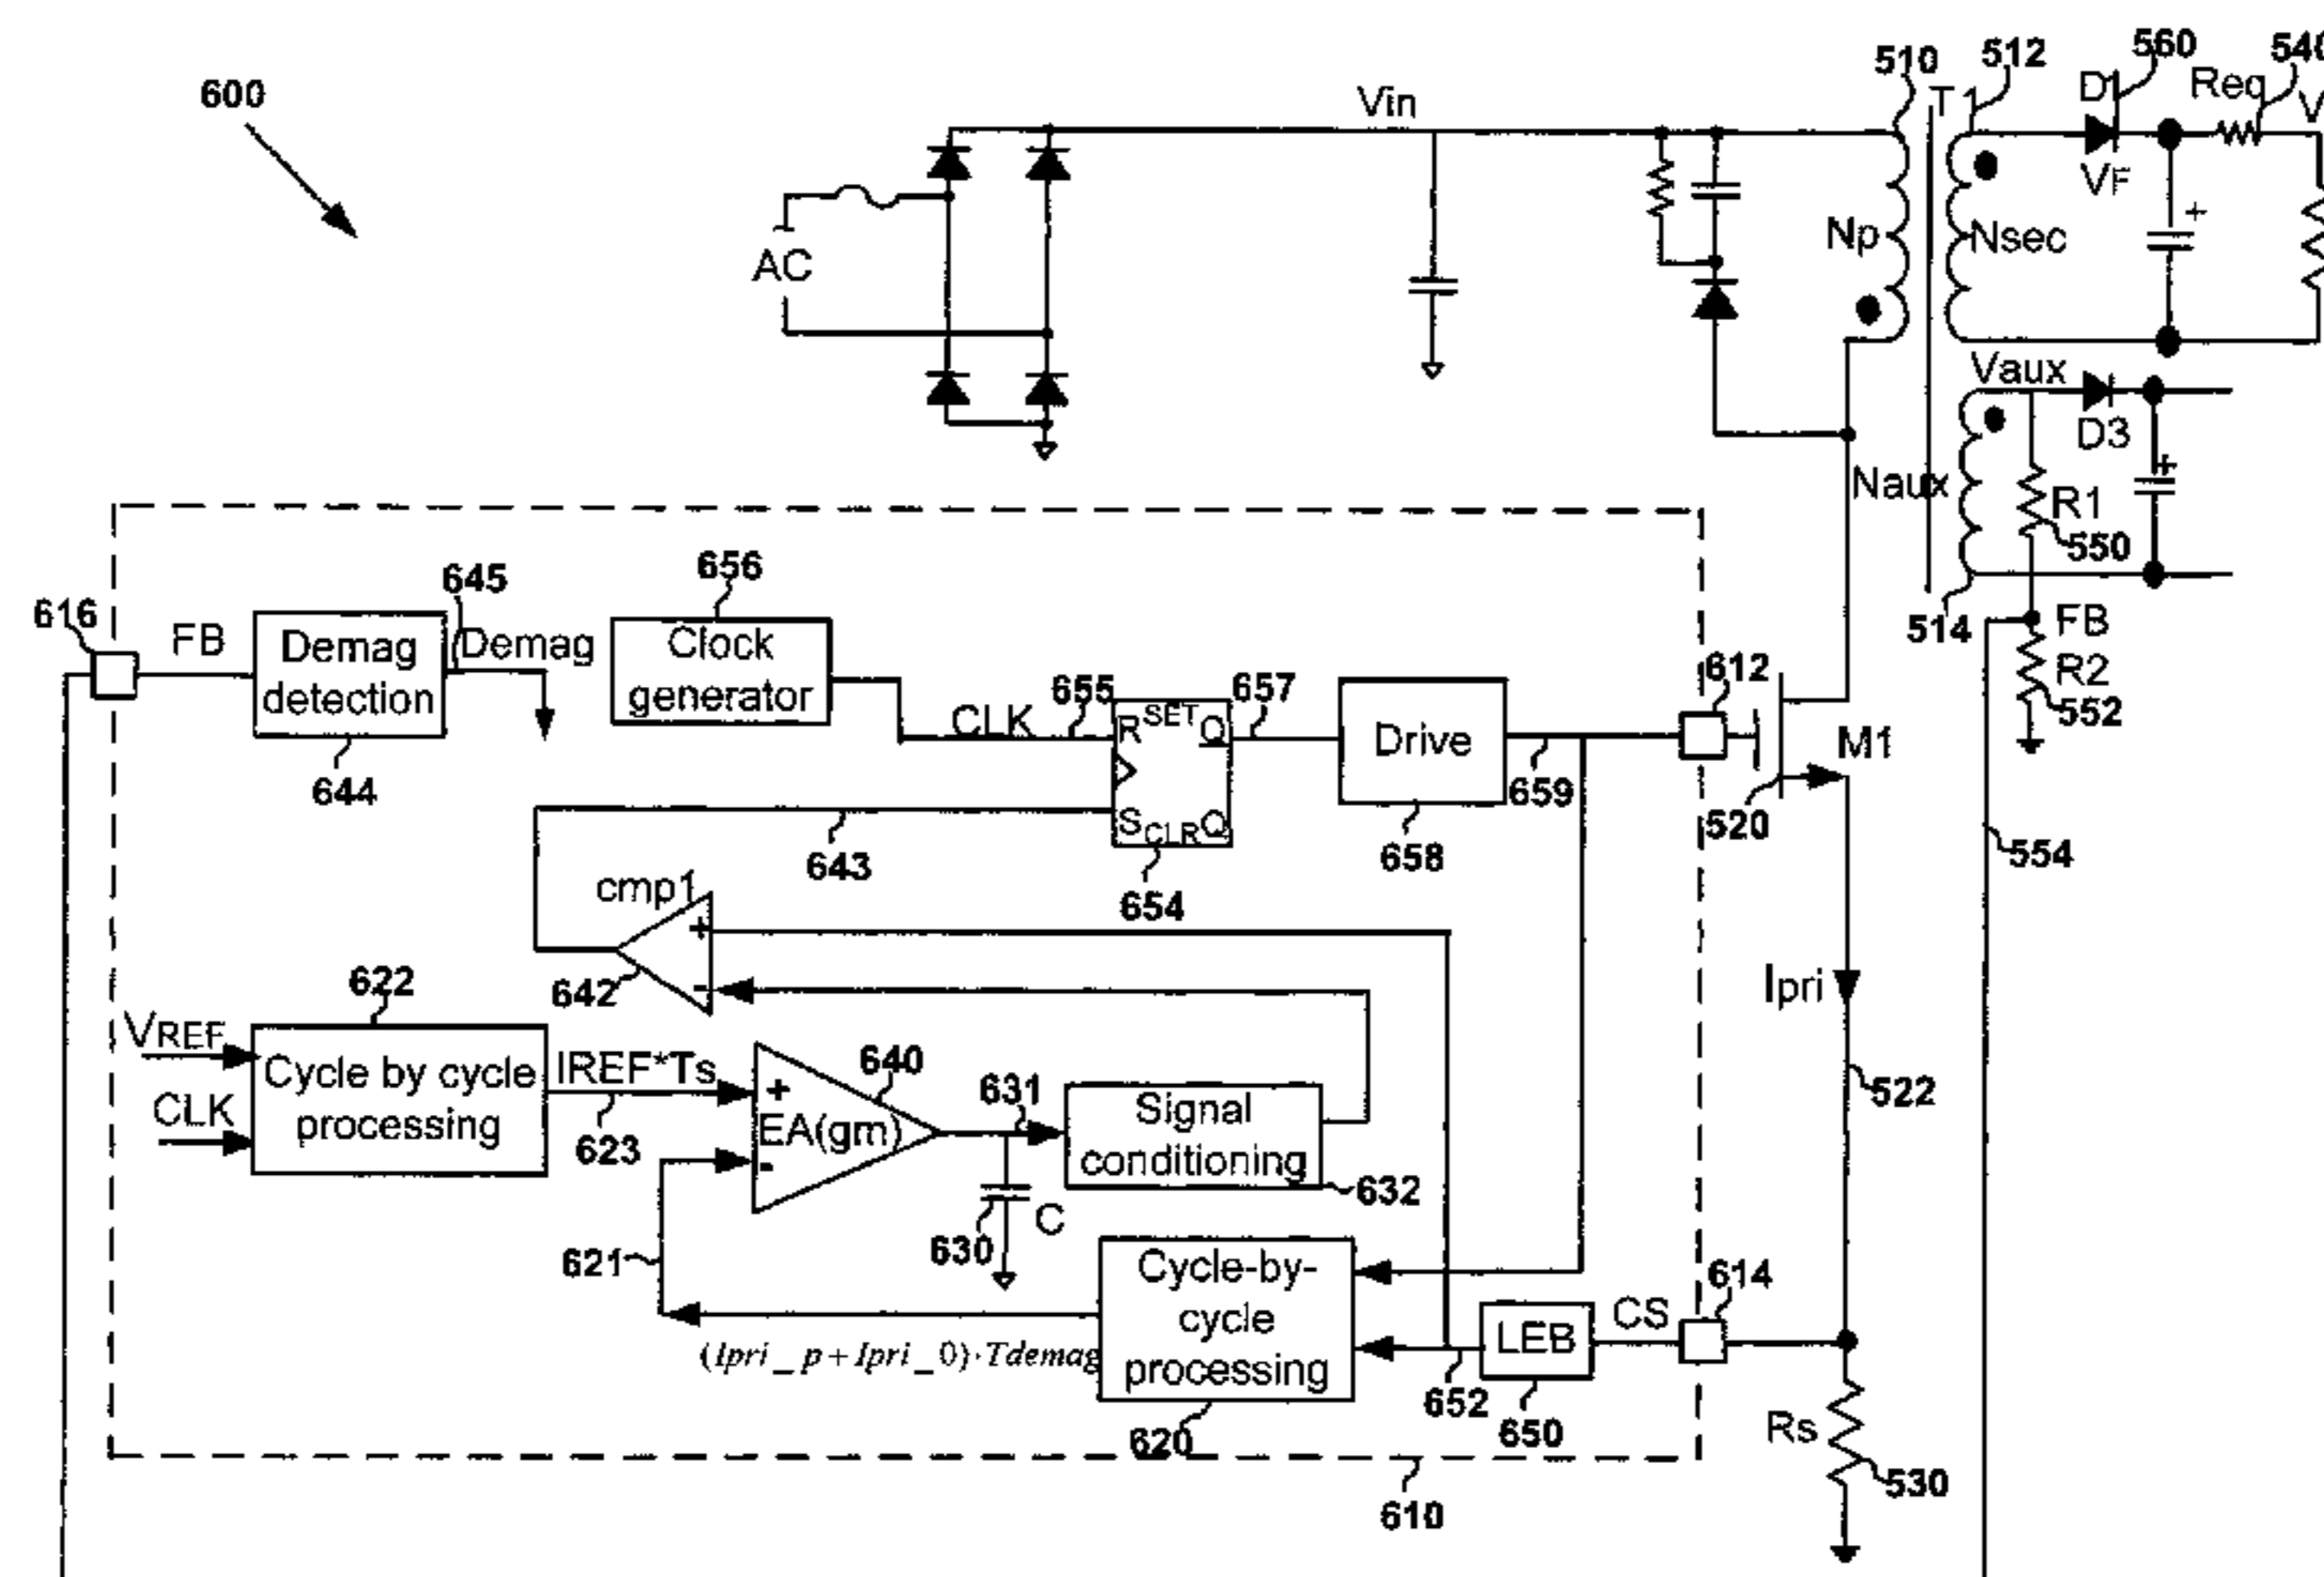 600
Vin
510
512
560
540
T1
D1
Req
V
VF
AC
Np
Nsec
Vaux
D3
Naux
R1
550
514
FB
R2
552
616
FB
Demag
detection
645
Demag
644
656
Clock
generator
CLK
655
R
SET
Q
S
CLR
Q
654
657
Drive
658
659
612
M1
520
554
643
cmp1
+
-
642
622
VREF
CLK
Cycle by cycle
processing
IREF*Ts
623
640
+
EA(gm)
-
631
Signal
conditioning
632
C
630
621
(Ipri_p+Ipri_0)·Tdemag
Cycle-by-
cycle
processing
620
652
LEB
650
CS
614
Ipri
522
Rs
530
610
+
+